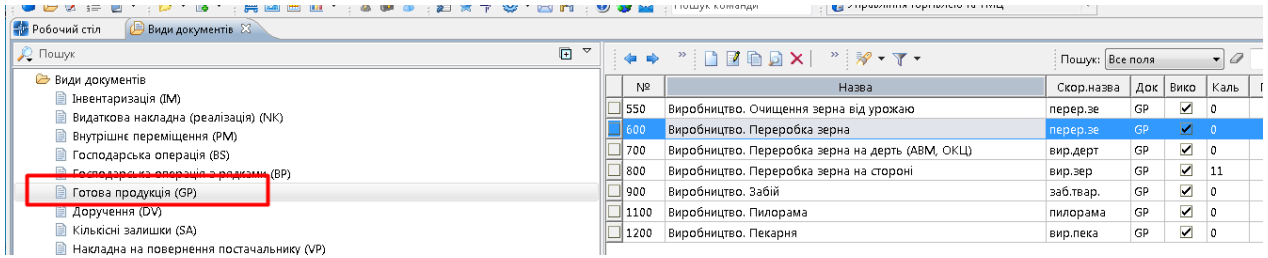 Пошук команди
Управління торгівлею та ТМЦ
Робочий стіл
Види документів
Пошук
Види документів
Інвентаризація (IM)
Видаткова накладна (реалізація) (NK)
Внутрішнє переміщення (PM)
Господарська операція (BS)
Господарська операція з рядками (BP)
Готова продукція (GP)
Доручення (DV)
Кількісні залишки (SA)
Накладна на повернення постачальнику (VP)
Пошук: Все поля
№ Назва Скор.назва Док Вико Каль
550 Виробництво. Очищення зерна від урожаю перер.зе GP 0
600 Виробництво. Переробка зерна перер.зе GP 0
700 Виробництво. Переробка зерна на дерть (АВМ, ОКЦ) вир.дерт GP 0
800 Виробництво. Переробка зерна на стороні вир.зер GP 11
900 Виробництво. Забій заб.твар. GP 0
1100 Виробництво. Пилорама пилорама GP 0
1200 Виробництво. Пекарня вир.пека GP 0